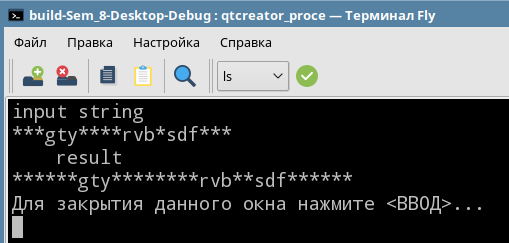 build-Sem_8-Desktop-Debug : qtcreator_proce — Терминал Fly
Файл Правка Настройка Справка
ls
input string
***gty****rvb*sdf***
    result
******gty********rvb**sdf******
Для закрытия данного окна нажмите <ВВОД>...